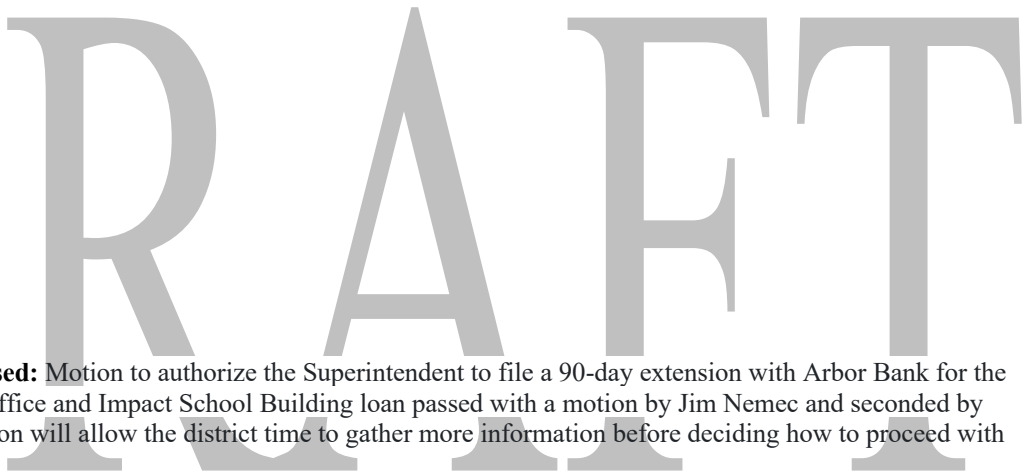 RAFT
sed: Motion to authorize the Superintendent to file a 90-day extension with Arbor Bank for the
ffice and Impact School Building loan passed with a motion by Jim Nemec and seconded by
on will allow the district time to gather more information before deciding how to proceed with